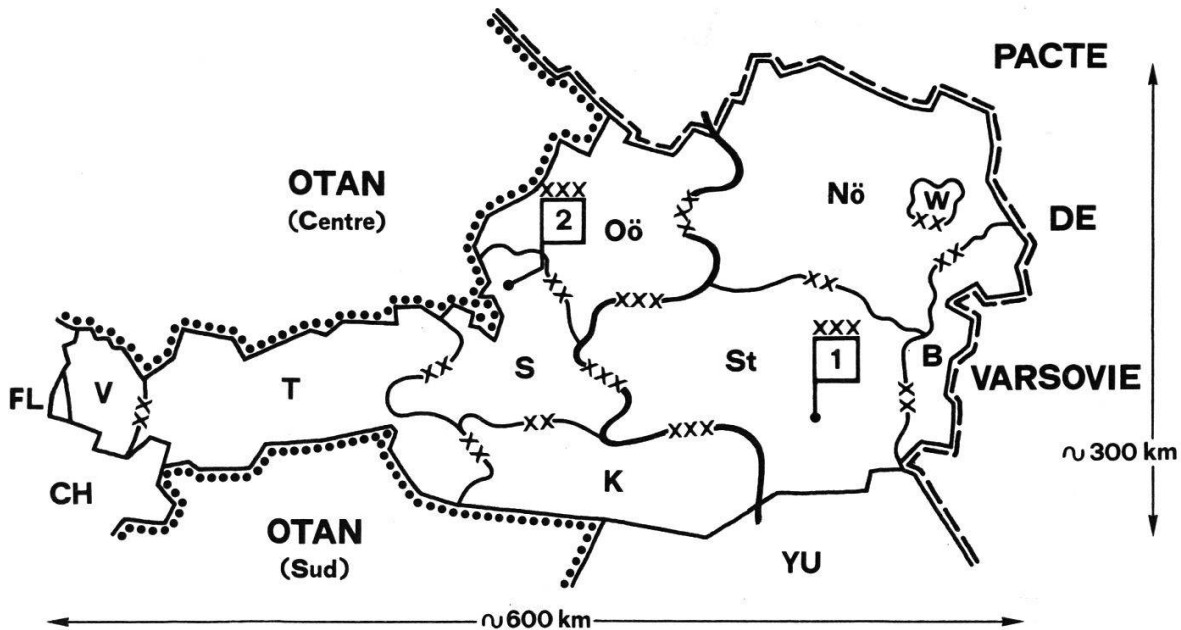 PACTE
OTAN
(Centre)
XXX
2
Oö
XX
Nö
W
XX
DE
XX
XX
XX
XXX
XXX
1
B
VARSOVIE
XX
S
St
FL
V
XX
T
XXX
XX
XX
XX
XXX
~300 km
CH
K
OTAN
(Sud)
YU
~600 km